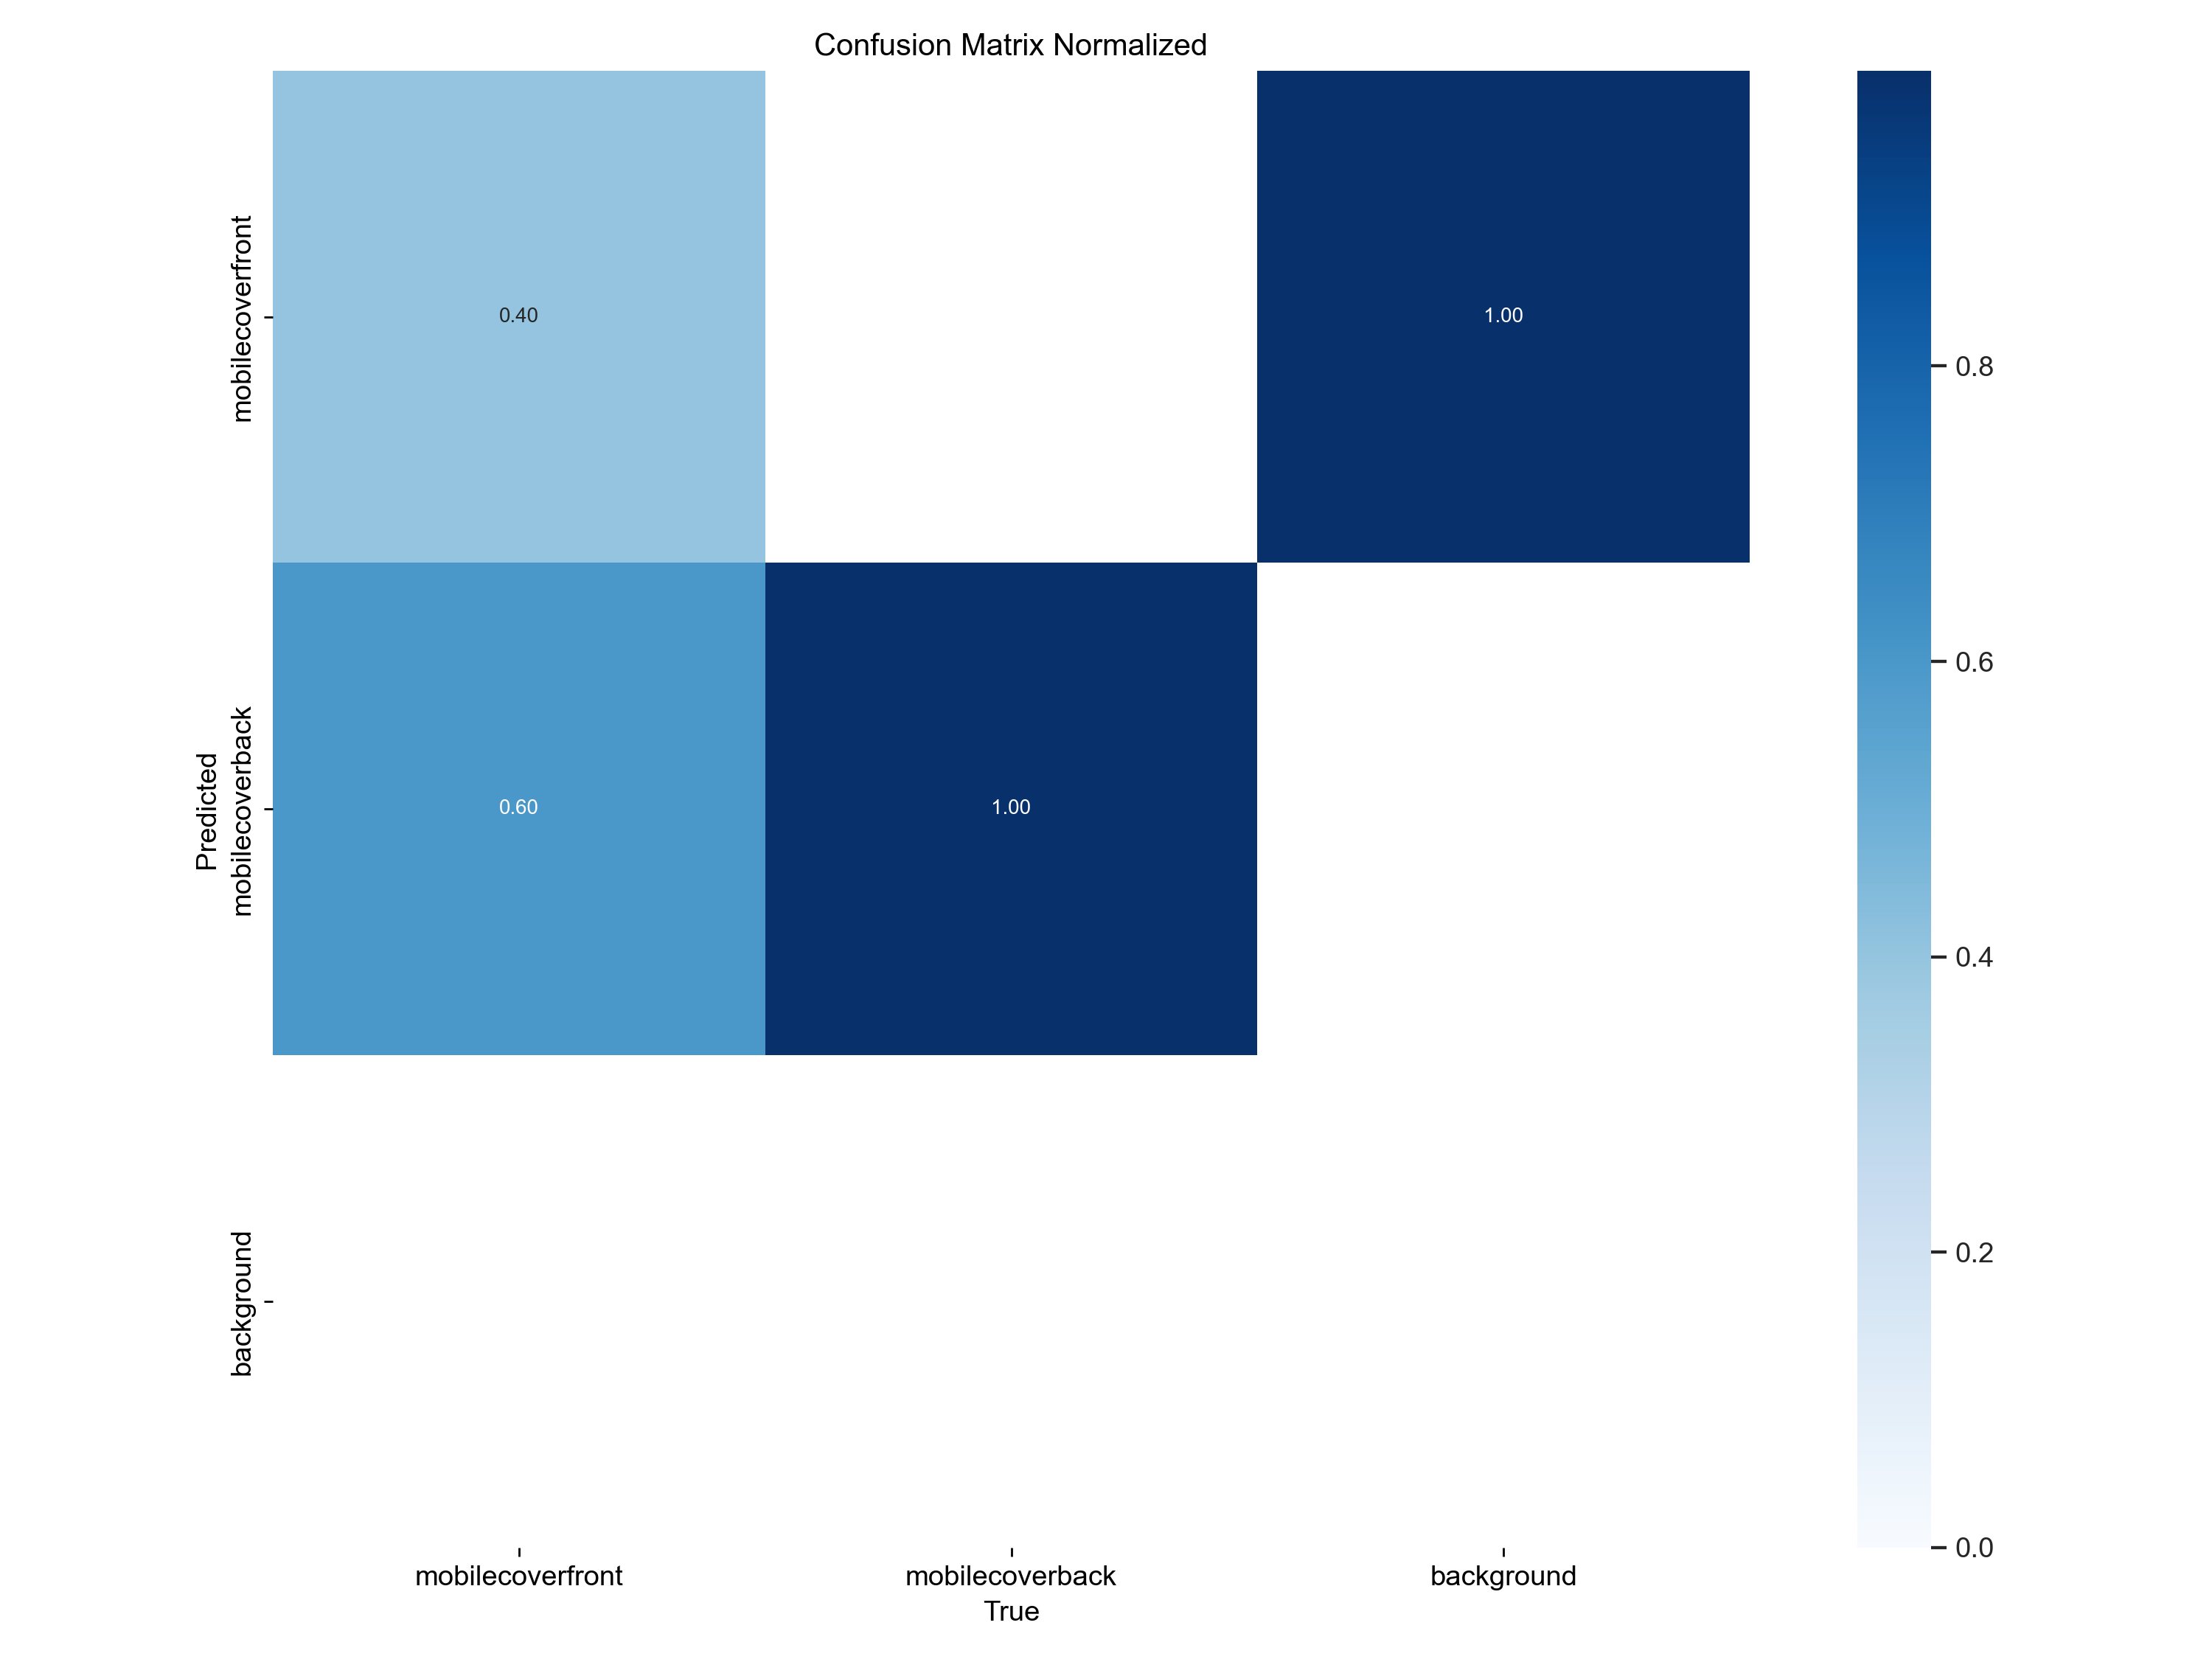 Confusion Matrix Normalized
mobilecoverfront
0.40
1.00
0.8
0.6
Predicted
mobilecoverback
0.60
1.00
0.4
background
0.2
0.0
mobilecoverfront
mobilecoverback
background
True